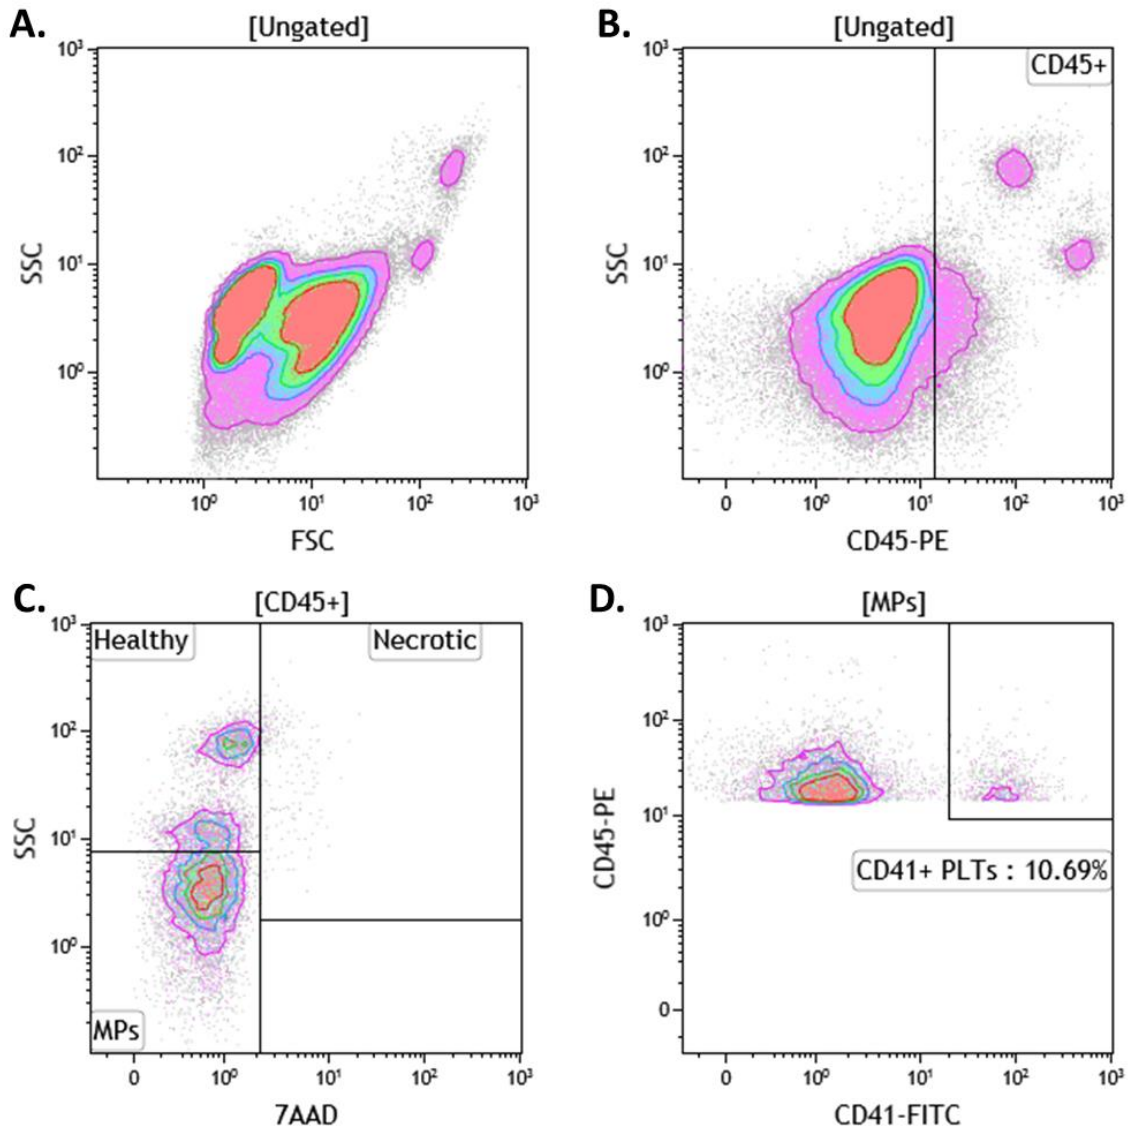 A.
[Ungated]
10³
10²
10¹
10⁰
SSC
10⁰ 10¹ 10² 10³
FSC
B.
[Ungated]
CD45+
10³
10²
10¹
10⁰
SSC
0 10⁰ 10¹ 10² 10³
CD45-PE
C.
[CD45+]
Healthy
Necrotic
10³
10²
10¹
10⁰
SSC
MPs
0 10⁰ 10¹ 10² 10³
7AAD
D.
[MPs]
10³
10²
10¹
10⁰
0
CD45-PE
CD41+ PLTs : 10.69%
0 10⁰ 10¹ 10² 10³
CD41-FITC